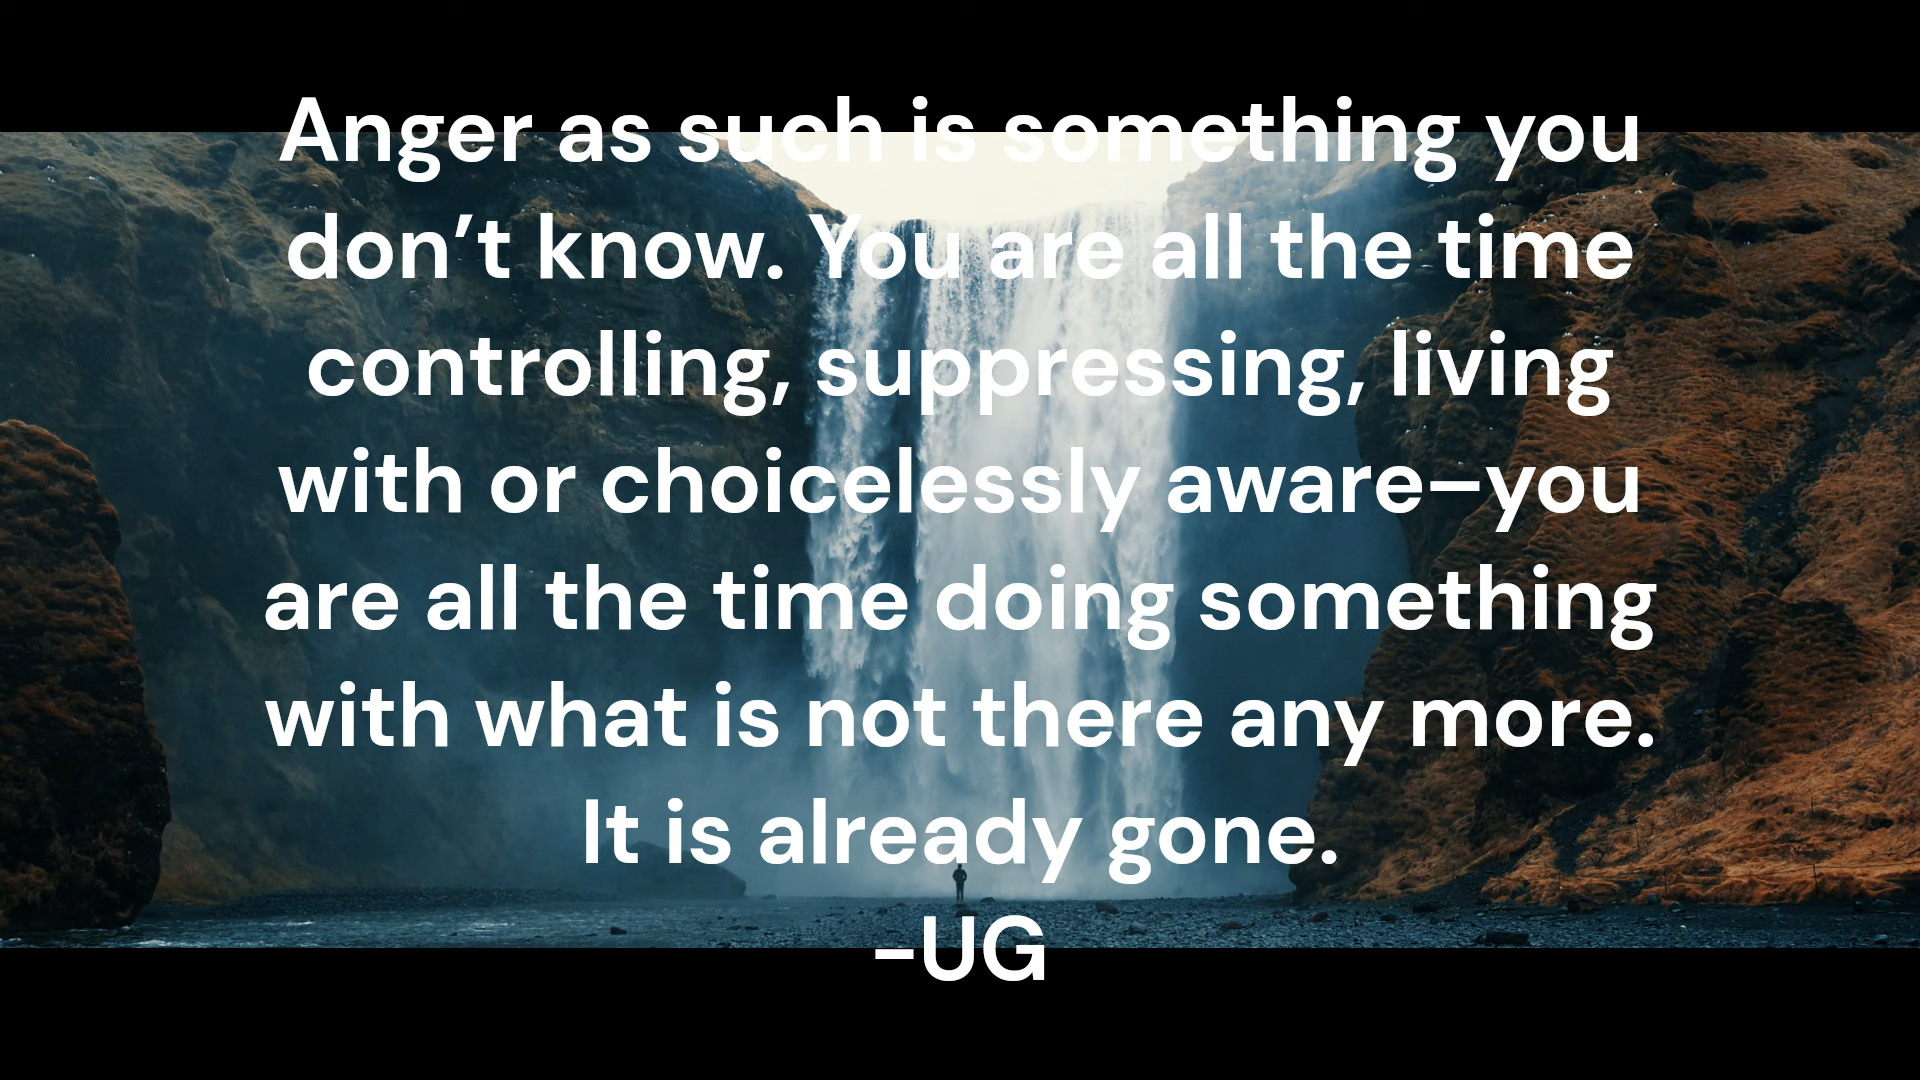 Anger as such is something you
don’t know. You are all the time
controlling, suppressing, living
with or choicelessly aware–you
are all the time doing something
with what is not there any more.
It is already gone.
–UG